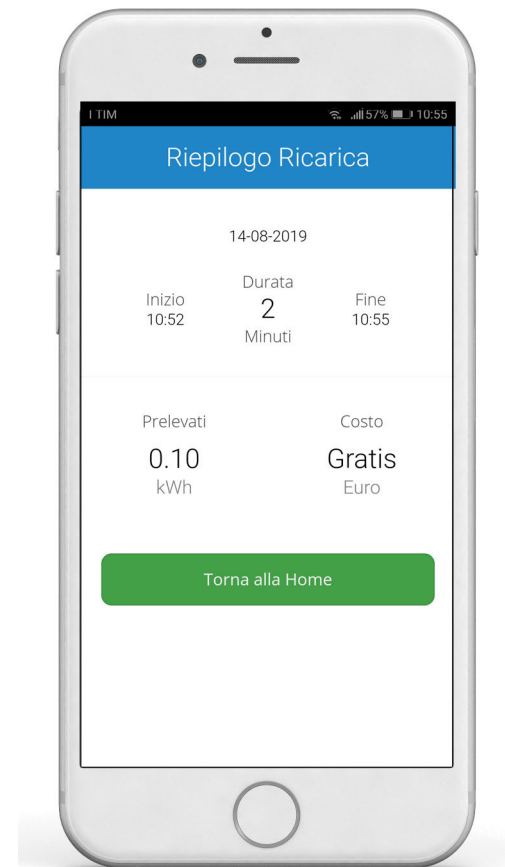 I TIM 57% 10:55
Riepilogo Ricarica
14-08-2019
Inizio
10:52
Durata
2
Minuti
Fine
10:55
Prelevati
0.10
kWh
Costo
Gratis
Euro
Torna alla Home